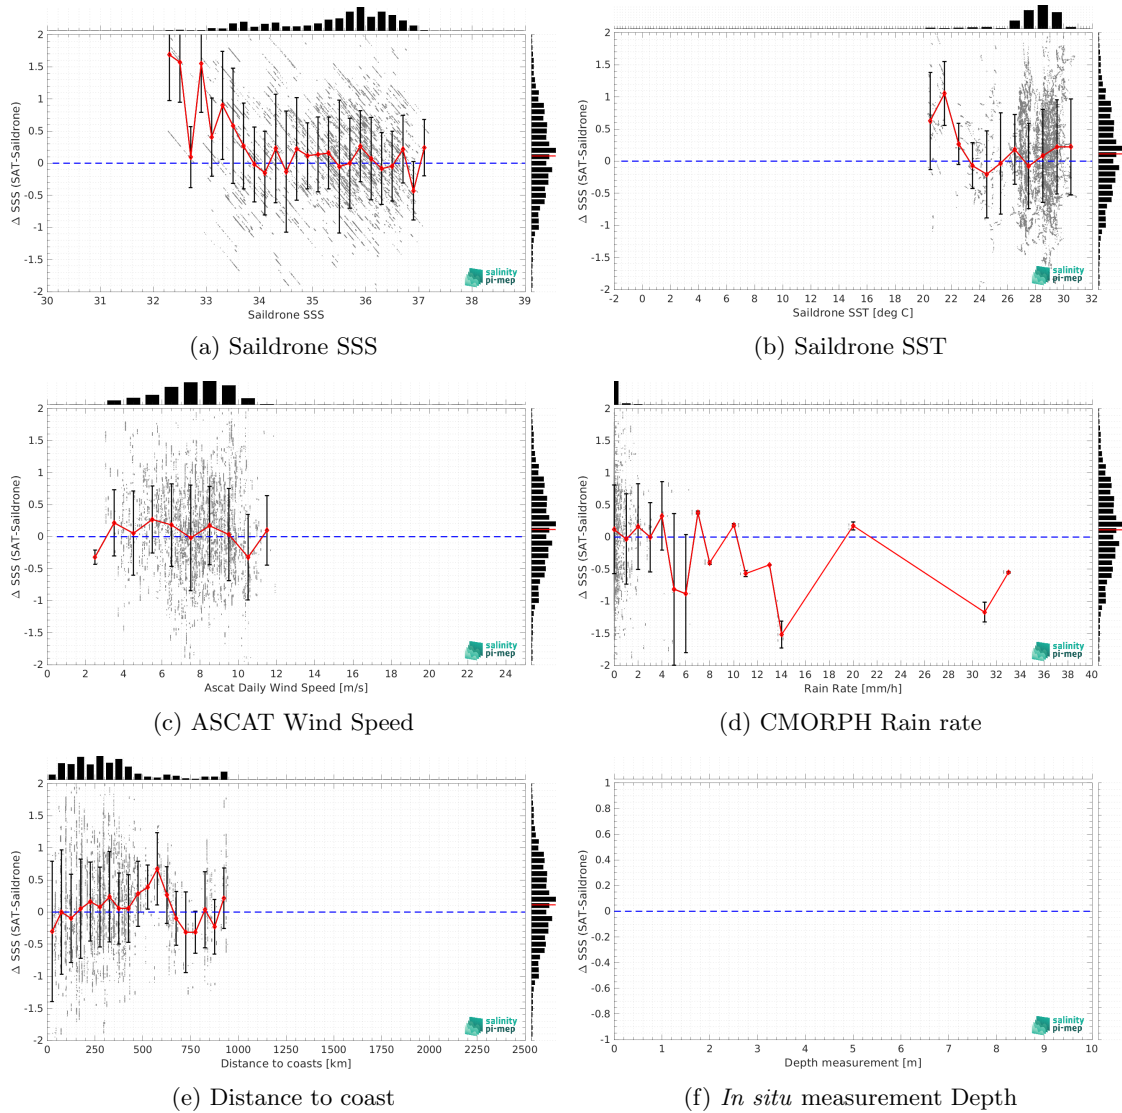 2
1.5
1
0.5
0
-0.5
-1
-1.5
-2
Δ SSS (SAT-Saildrone)
30 31 32 33 34 35 36 37 38 39
Saildrone SSS
salinity
pi-mep
(a) Saildrone SSS
2
1.5
1
0.5
0
-0.5
-1
-1.5
-2
Δ SSS (SAT-Saildrone)
-2 0 2 4 6 8 10 12 14 16 18 20 22 24 26 28 30 32
Saildrone SST [deg C]
salinity
pi-mep
(b) Saildrone SST
2
1.5
1
0.5
0
-0.5
-1
-1.5
-2
Δ SSS (SAT-Saildrone)
0 2 4 6 8 10 12 14 16 18 20 22 24
Ascat Daily Wind Speed [m/s]
salinity
pi-mep
(c) ASCAT Wind Speed
2
1.5
1
0.5
0
-0.5
-1
-1.5
-2
Δ SSS (SAT-Saildrone)
0 2 4 6 8 10 12 14 16 18 20 22 24 26 28 30 32 34 36 38 40
Rain Rate [mm/h]
salinity
pi-mep
(d) CMORPH Rain rate
2
1.5
1
0.5
0
-0.5
-1
-1.5
-2
Δ SSS (SAT-Saildrone)
0 250 500 750 1000 1250 1500 1750 2000 2250 2500
Distance to coasts [km]
salinity
pi-mep
(e) Distance to coast
1
0.8
0.6
0.4
0.2
0
-0.2
-0.4
-0.6
-0.8
-1
Δ SSS (SAT-Saildrone)
0 1 2 3 4 5 6 7 8 9 10
Depth measurement [m]
salinity
pi-mep
(f) In situ measurement Depth